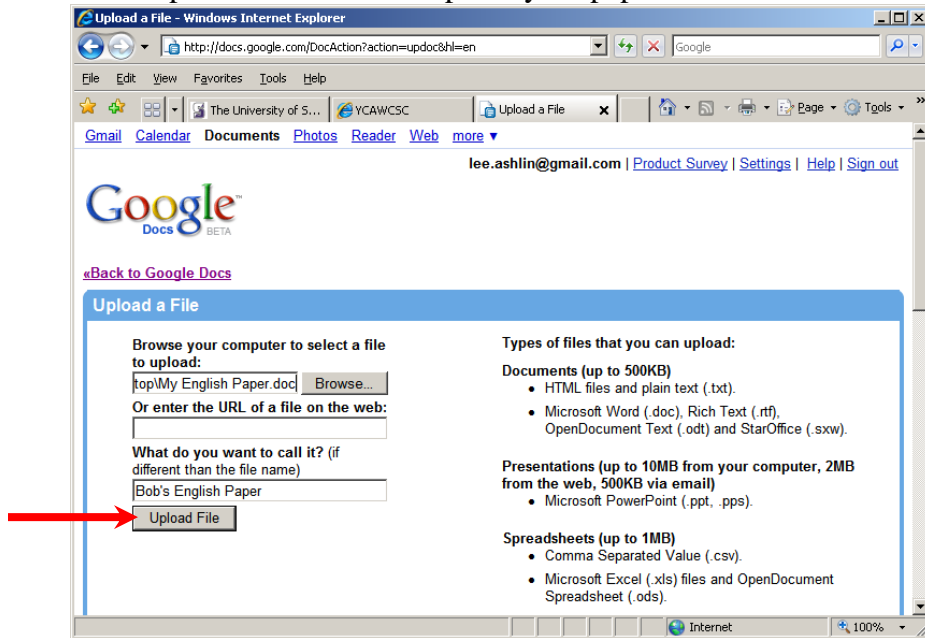 Upload a File - Windows Internet Explorer
http://docs.google.com/DocAction?action=updoc&hl=en
Google
File Edit View Favorites Tools Help
The University of S... YCAWCSC Upload a File Page Tools
Gmail Calendar Documents Photos Reader Web more ▼
lee.ashlin@gmail.com | Product Survey | Settings | Help | Sign out
Google™
Docs BETA
«Back to Google Docs
Upload a File
Browse your computer to select a file
to upload:
top\My English Paper.doc Browse...
Or enter the URL of a file on the web:
What do you want to call it? (if
different than the file name)
Bob's English Paper
Upload File
Types of files that you can upload:
Documents (up to 500KB)
• HTML files and plain text (.txt).
• Microsoft Word (.doc), Rich Text (.rtf),
OpenDocument Text (.odt) and StarOffice (.sxw).
Presentations (up to 10MB from your computer, 2MB
from the web, 500KB via email)
• Microsoft PowerPoint (.ppt, .pps).
Spreadsheets (up to 1MB)
• Comma Separated Value (.csv).
• Microsoft Excel (.xls) files and OpenDocument
Spreadsheet (.ods).
Internet 100%